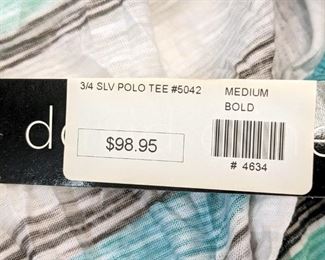 3/4 SLV POLO TEE #5042
MEDIUM
BOLD
$98.95
# 4634